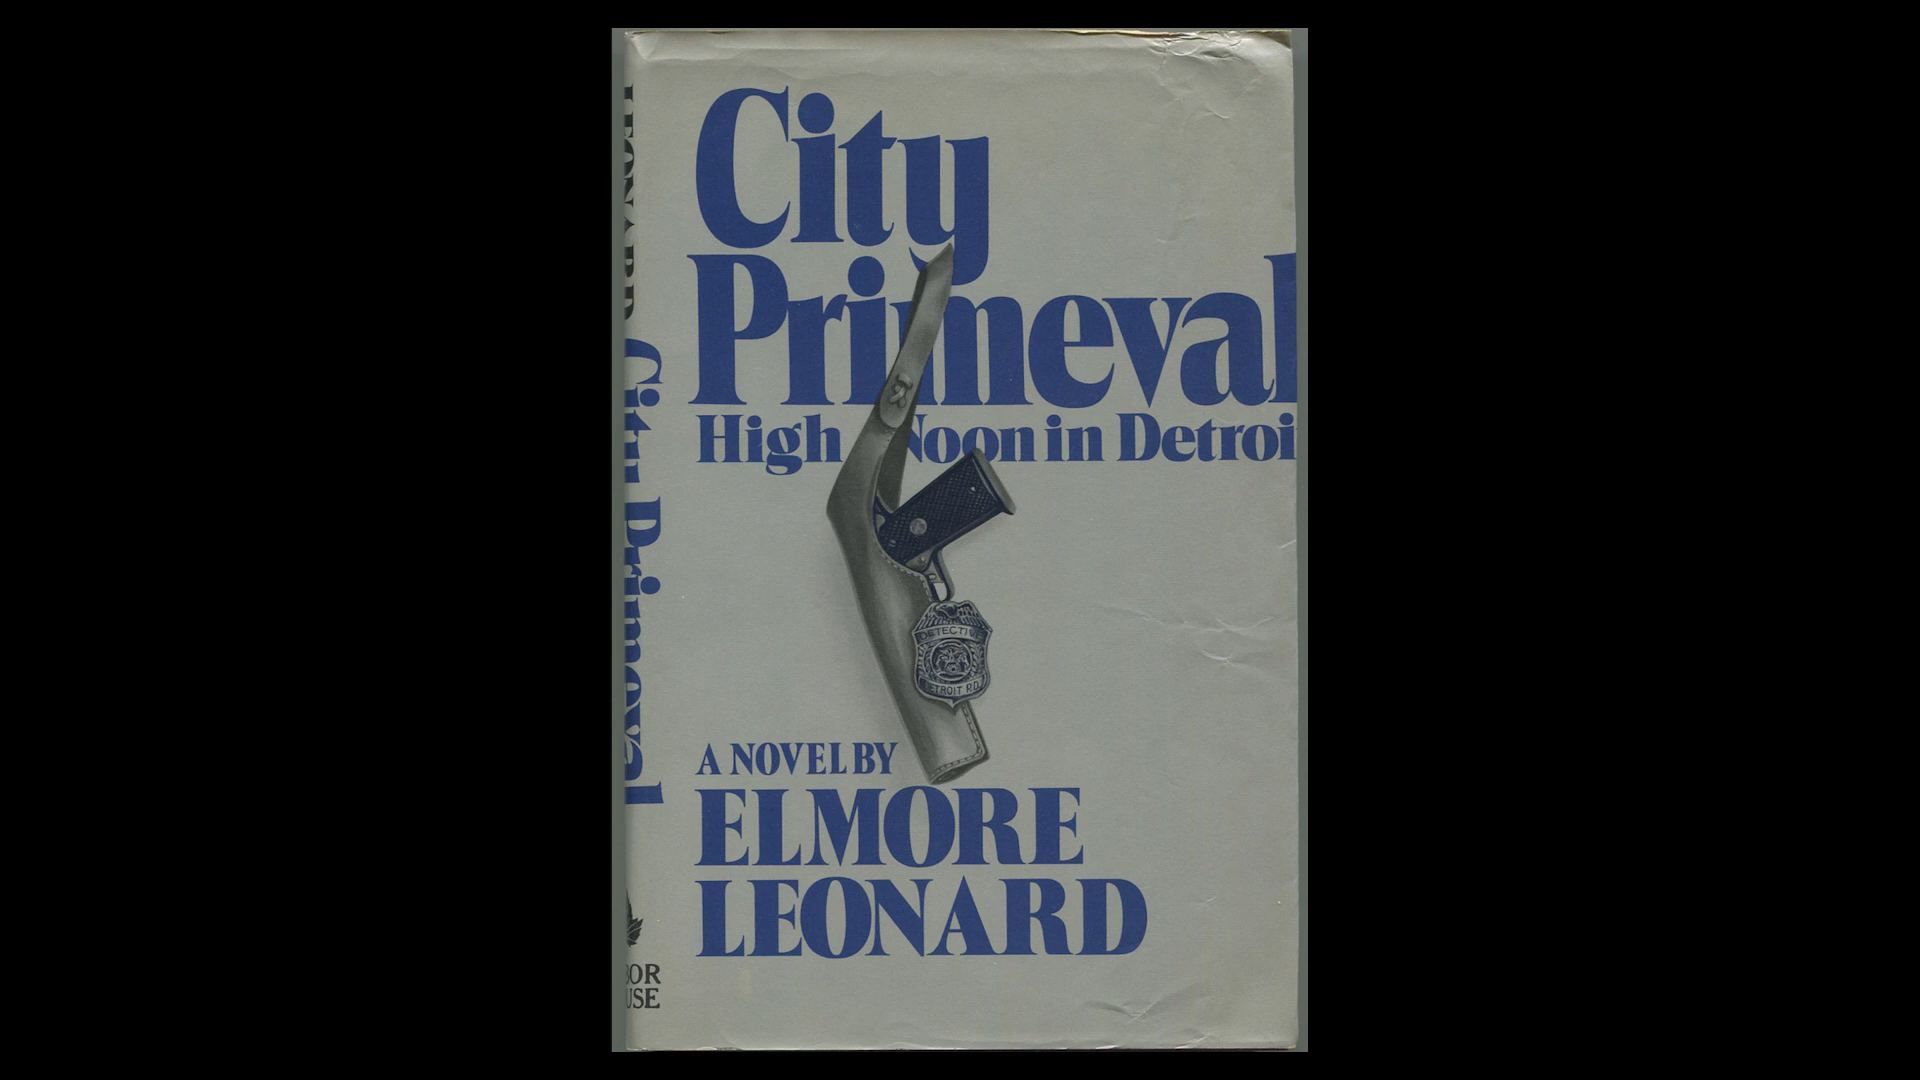 City
Primeval
High Noon in Detroi
DETECTIVE
DETROIT P.D.
A NOVEL BY
ELMORE
LEONARD
LEONARD City Primeval
BOR
USE